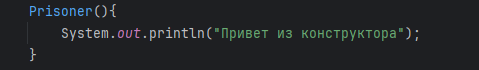 Prisoner(){
System.out.println("Привет из конструктора");
}